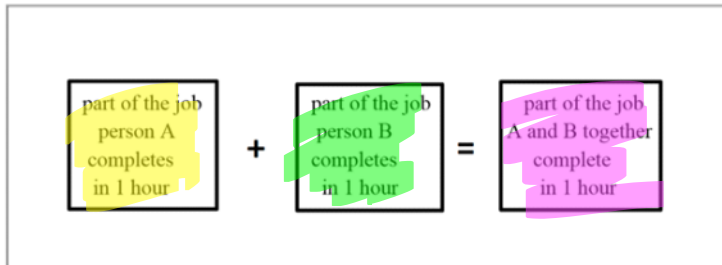 part of the job
person A
completes
in 1 hour
+
part of the job
person B
completes
in 1 hour
=
part of the job
A and B together
complete
in 1 hour